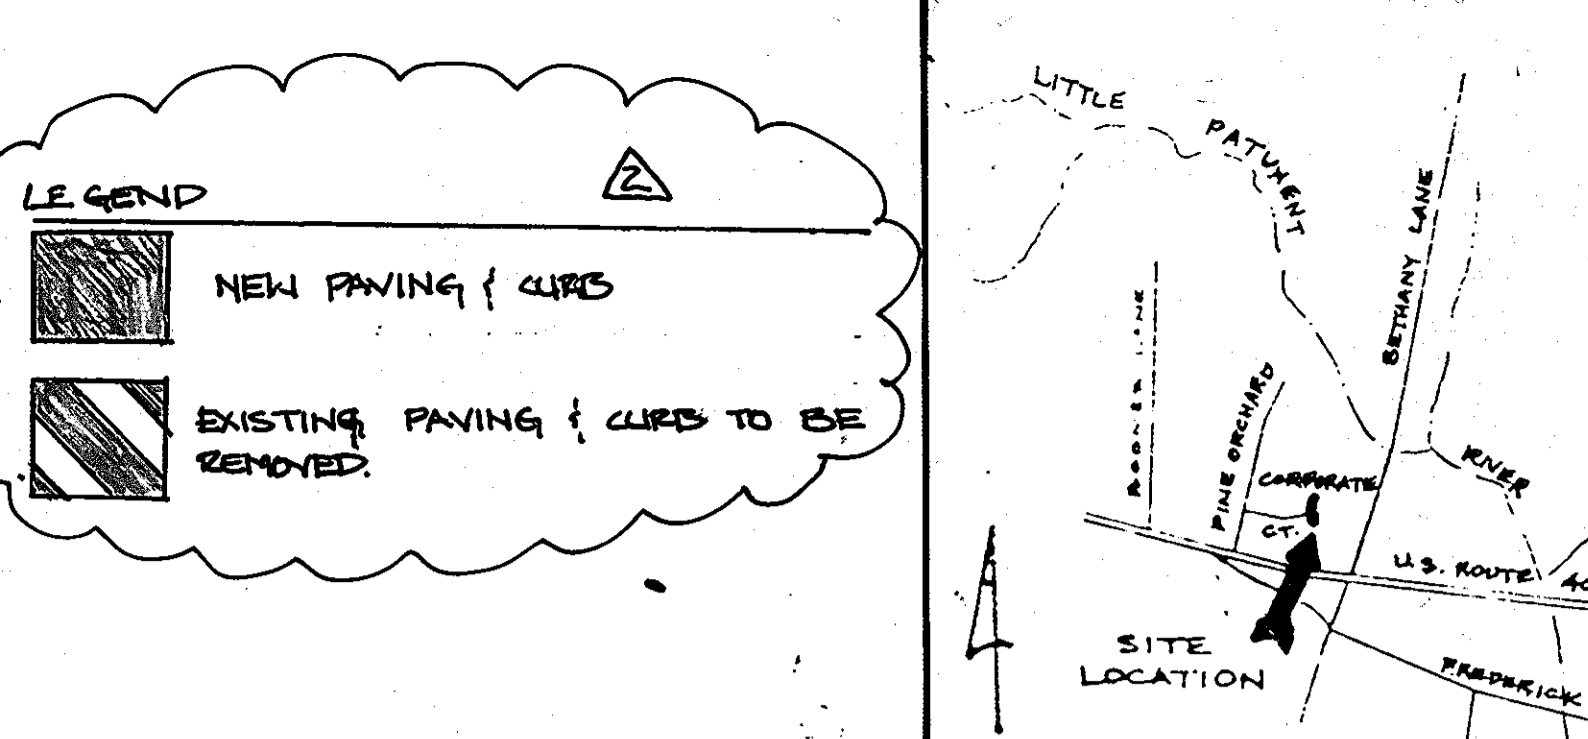 LEGEND
2
NEW PAVING & CURB
EXISTING PAVING & CURB TO BE
REMOVED.
LITTLE
PATUXENT
RIVER
BETHANY LANE
PINE ORCHARD
CORPORATE
CT.
U.S. ROUTE 40
SITE
LOCATION
FREDERICK